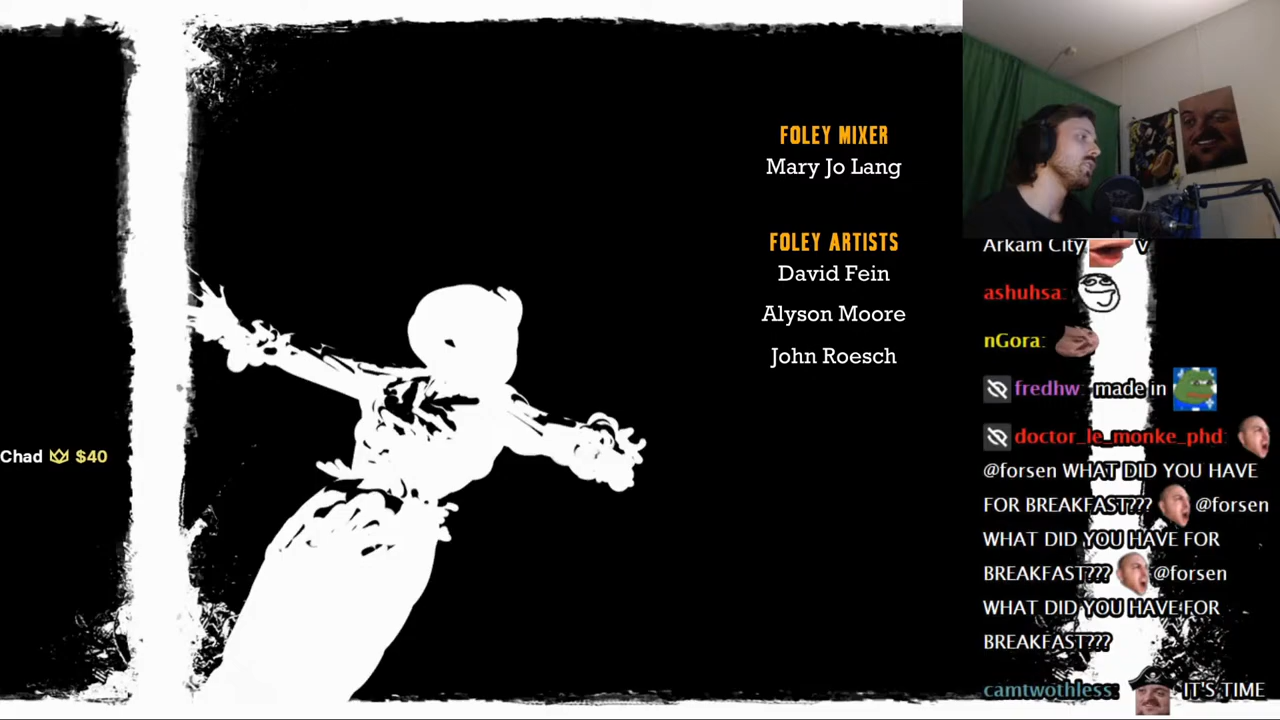 FOLEY MIXER
Mary Jo Lang
FOLEY ARTISTS
David Fein
Alyson Moore
John Roesch
Chad $40
Arkam City v
ashuhsa:
nGora:
fredhw: made in
doctor_le_monke_phd:
@forsen WHAT DID YOU HAVE
FOR BREAKFAST??? @forsen
WHAT DID YOU HAVE FOR
BREAKFAST??? @forsen
WHAT DID YOU HAVE FOR
BREAKFAST???
camtwothless: IT'S TIME